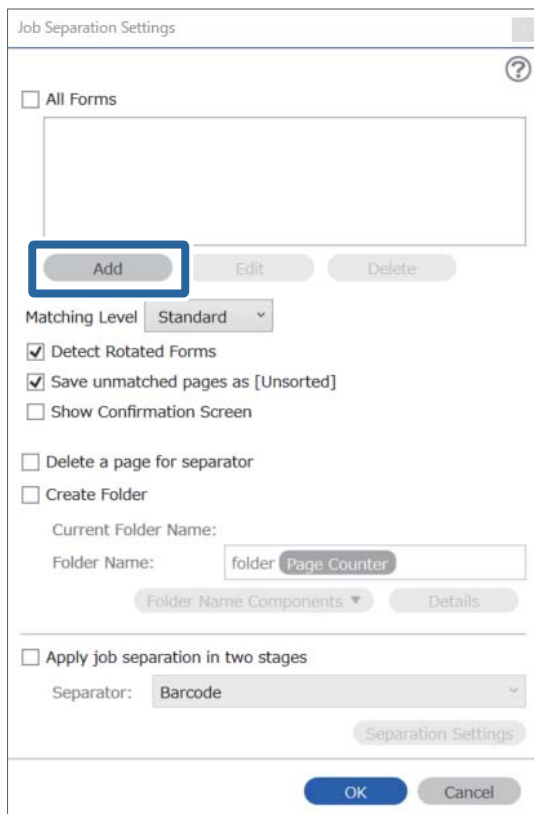 Job Separation Settings
?
All Forms
Add Edit Delete
Matching Level Standard
Detect Rotated Forms
Save unmatched pages as [Unsorted]
Show Confirmation Screen
Delete a page for separator
Create Folder
Current Folder Name:
Folder Name: folder Page Counter
Folder Name Components ▼ Details
Apply job separation in two stages
Separator: Barcode
Separation Settings
OK Cancel